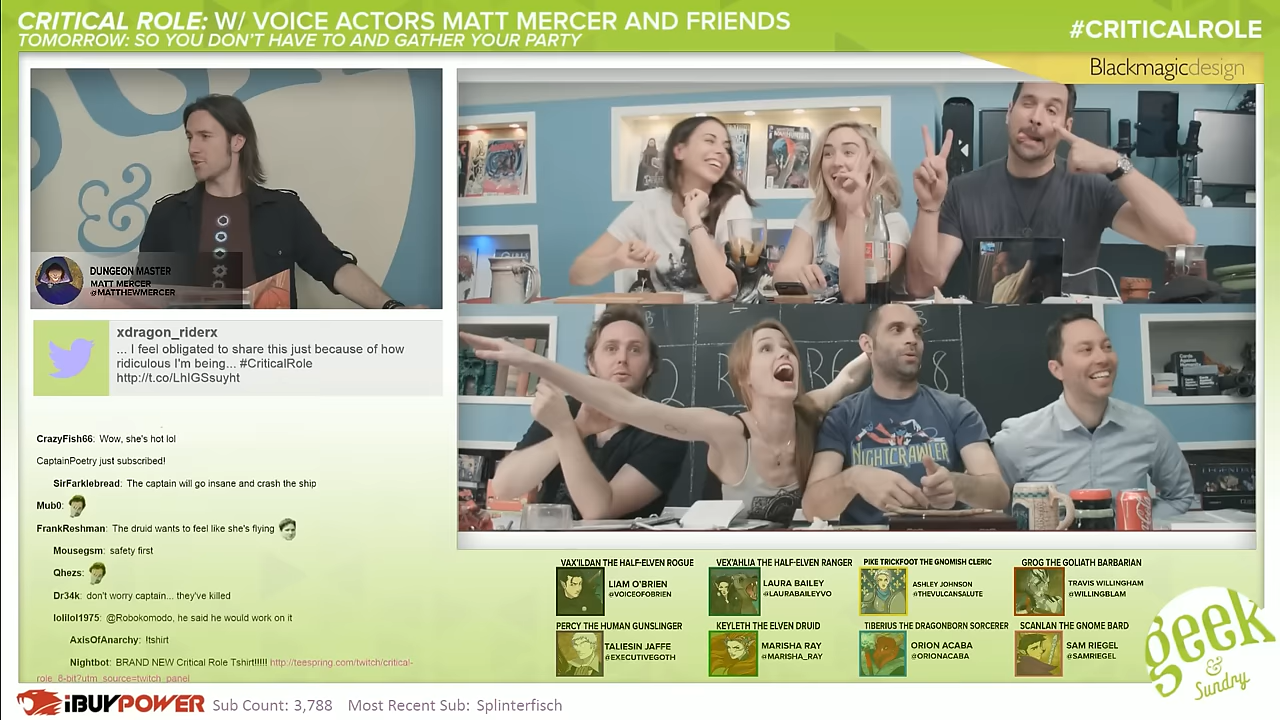 CRITICAL ROLE: W/ VOICE ACTORS MATT MERCER AND FRIENDS
TOMORROW: SO YOU DON'T HAVE TO AND GATHER YOUR PARTY
#CRITICALROLE
Blackmagicdesign
&
DUNGEON MASTER
MATT MERCER
@MATTHEWMERCER
xdragon_riderx
... I feel obligated to share this just because of how
ridiculous I'm being... #CriticalRole
http://t.co/LhIGSsuyht
NIGHTCRAWLER
CrazyFish66: Wow, she's hot lol
CaptainPoetry just subscribed!
SirFarklebread: The captain will go insane and crash the ship
Mub0:
FrankReshman: The druid wants to feel like she's flying
Mousegsm: safety first
Qhezs:
Dr34k: don't worry captain... they've killed
lolilol1975: @Robokomodo, he said he would work on it
AxisOfAnarchy: !tshirt
Nightbot: BRAND NEW Critical Role Tshirt!!!!! http://teespring.com/twitch/critical-
role_8-bit?utm_source=twitch_panel
VAX'ILDAN THE HALF-ELVEN ROGUE
LIAM O'BRIEN
@VOICEOFOBRIEN
VEX'AHLIA THE HALF-ELVEN RANGER
LAURA BAILEY
@LAURABAILEYVO
PIKE TRICKFOOT THE GNOMISH CLERIC
ASHLEY JOHNSON
@THEVULCANSALUTE
GROG THE GOLIATH BARBARIAN
TRAVIS WILLINGHAM
@WILLINGBLAM
PERCY THE HUMAN GUNSLINGER
TALIESIN JAFFE
@EXECUTIVEGOTH
KEYLETH THE ELVEN DRUID
MARISHA RAY
@MARISHA_RAY
TIBERIUS THE DRAGONBORN SORCERER
ORION ACABA
@ORIONACABA
SCANLAN THE GNOME BARD
SAM RIEGEL
@SAMRIEGEL
geek
&
Sundry
iBUYPOWER
Sub Count: 3,788 Most Recent Sub: Splinterfisch